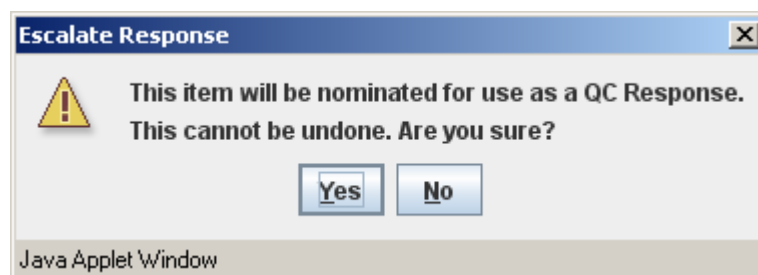 Escalate Response
This item will be nominated for use as a QC Response.
This cannot be undone. Are you sure?
Yes No
Java Applet Window